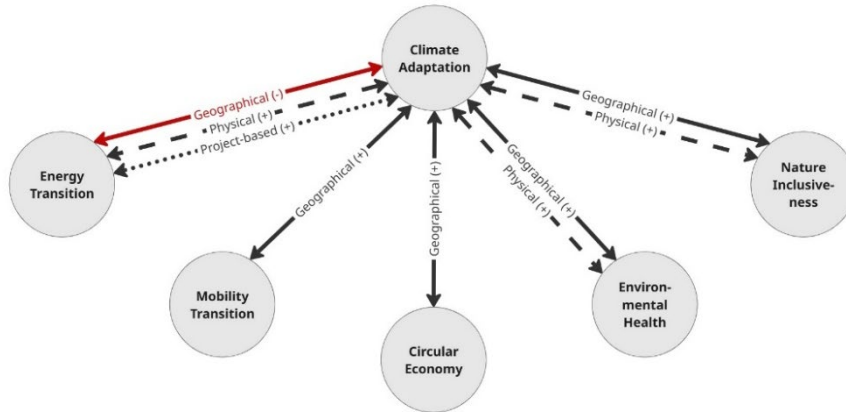 Climate
Adaptation
Geographical (-)
Physical (+)
Project-based (+)
Geographical (+)
Geographical (+)
Geographical (+)
Physical (+)
Geographical (+)
Physical (+)
Energy
Transition
Nature
Inclusive-
ness
Mobility
Transition
Environ-
mental
Health
Circular
Economy